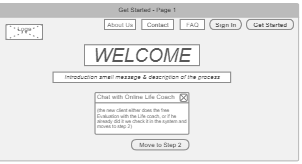 Get Started - Page 1
"Logo"
About Us
Contact
FAQ
Sign In
Get Started
WELCOME
Introduction small message & description of the process
Chat with Online Life Coach
(the new client either does the free
Evaluation with the Life coach, or if he
already did it we check it in the system and
moves to step 2)
Move to Step 2